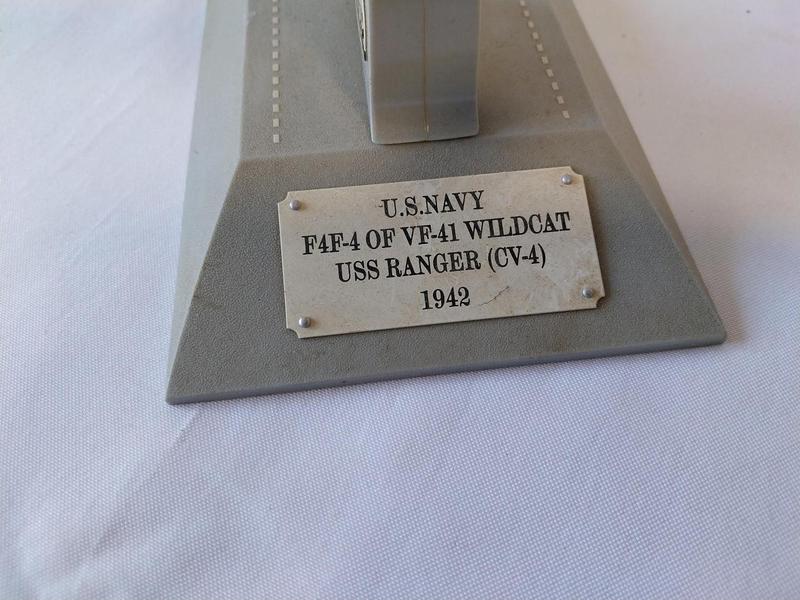 U.S.NAVY
F4F-4 OF VF-41 WILDCAT
USS RANGER (CV-4)
1942